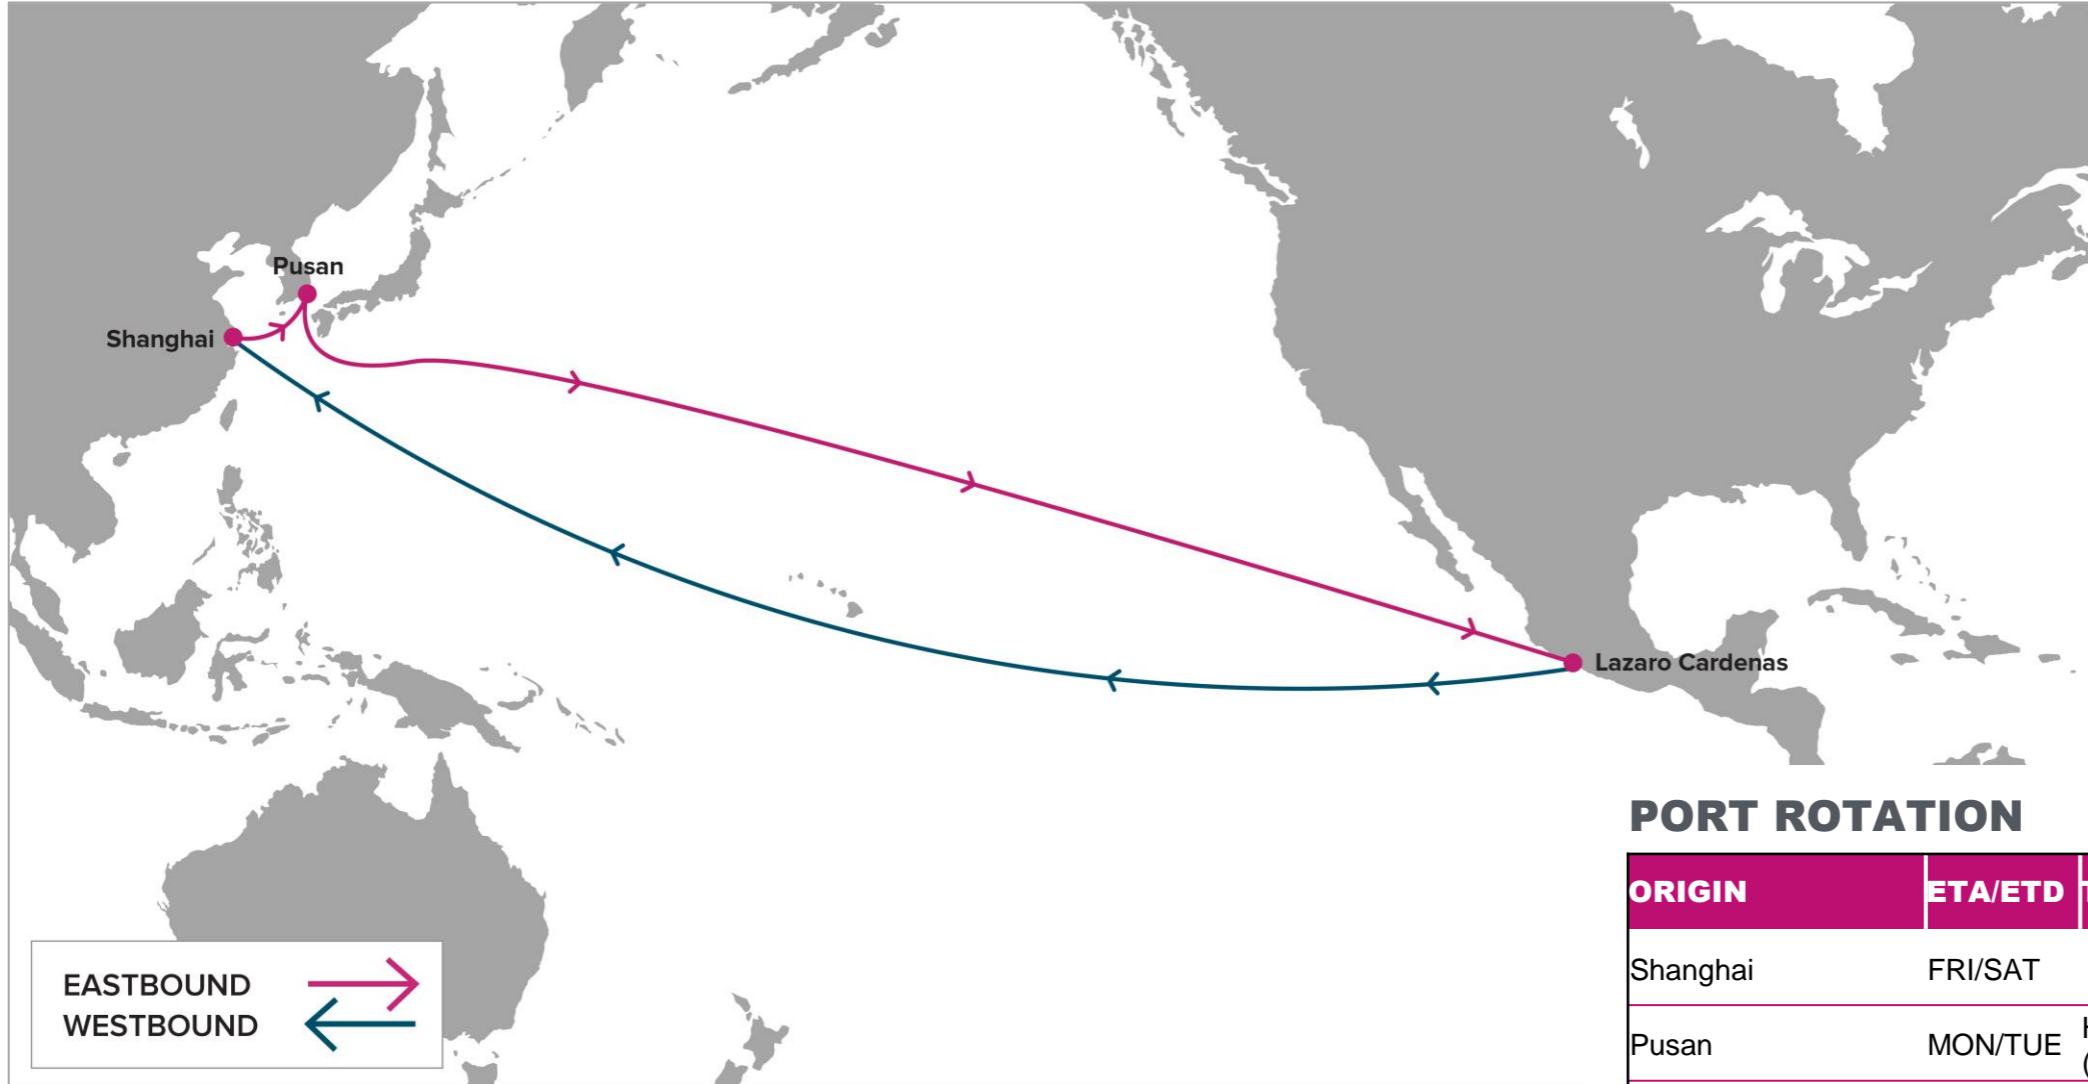 Pusan
Shanghai
Lazaro Cardenas
PORT ROTATION
ORIGIN ETA/ETD
Shanghai FRI/SAT
Pusan MON/TUE
EASTBOUND
WESTBOUND